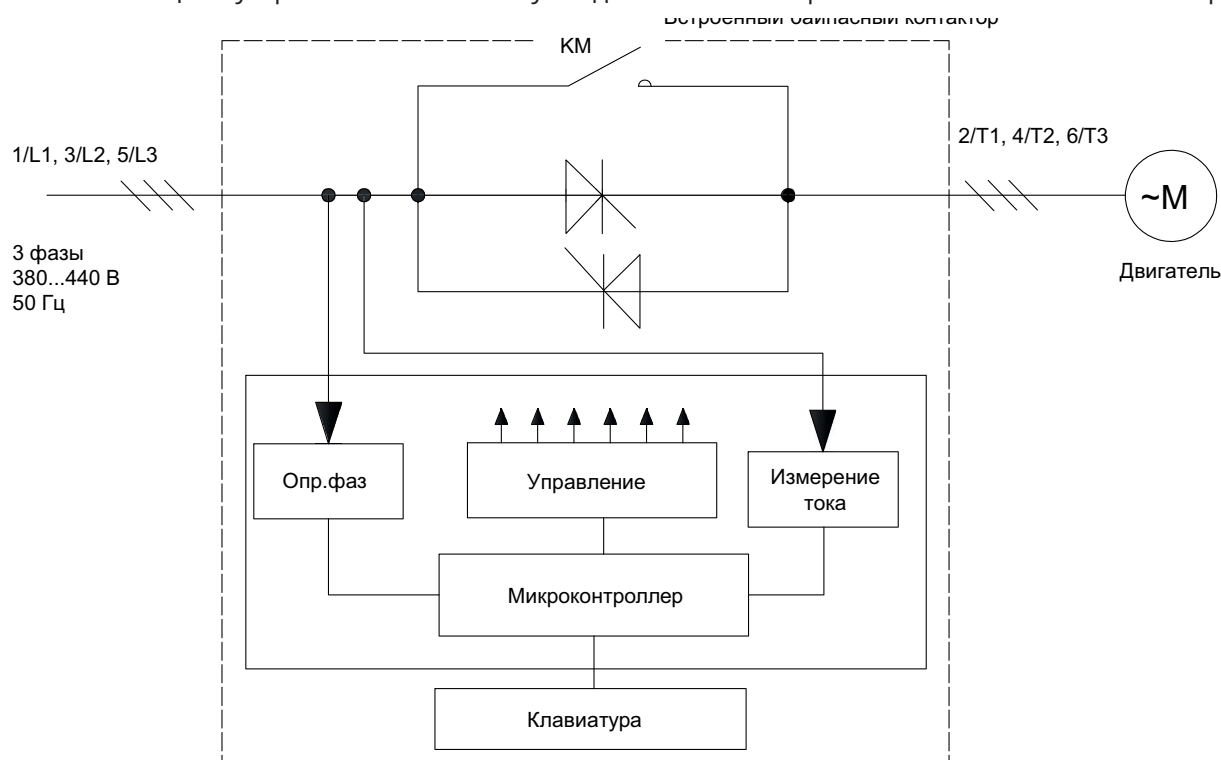 Встроенный байпасный контактор
KM
1/L1, 3/L2, 5/L3
2/T1, 4/T2, 6/T3
~M
3 фазы
380...440 В
50 Гц
Двигатель
Опр.фаз
Управление
Измерение
тока
Микроконтроллер
Клавиатура